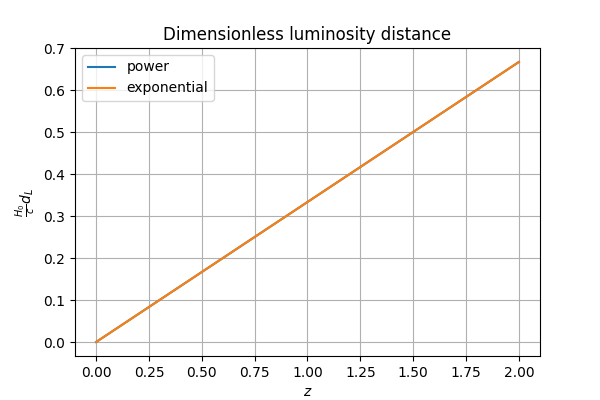 Dimensionless luminosity distance
power
exponential
0.7
0.6
0.5
0.4
0.3
0.2
0.1
0.0
H₀/c d_L
0.00 0.25 0.50 0.75 1.00 1.25 1.50 1.75 2.00
z